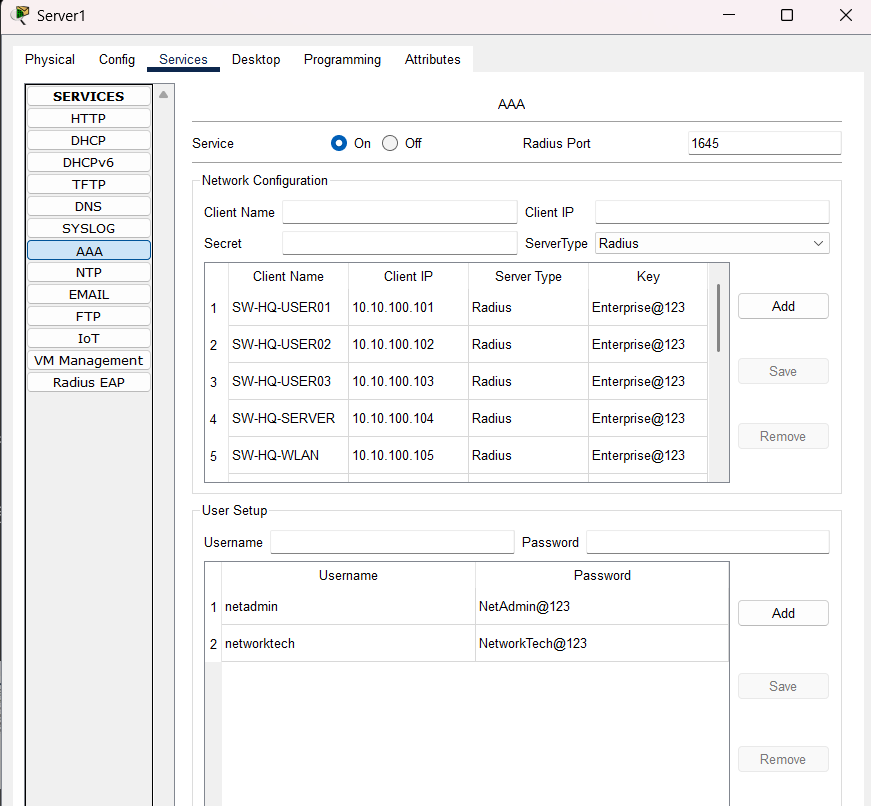 Server1
Physical Config Services Desktop Programming Attributes
SERVICES
HTTP
DHCP
DHCPv6
TFTP
DNS
SYSLOG
AAA
NTP
EMAIL
FTP
IoT
VM Management
Radius EAP
AAA
Service On Off Radius Port 1645
Network Configuration
Client Name Client IP
Secret ServerType Radius
Client Name Client IP Server Type Key
1 SW-HQ-USER01 10.10.100.101 Radius Enterprise@123
2 SW-HQ-USER02 10.10.100.102 Radius Enterprise@123
3 SW-HQ-USER03 10.10.100.103 Radius Enterprise@123
4 SW-HQ-SERVER 10.10.100.104 Radius Enterprise@123
5 SW-HQ-WLAN 10.10.100.105 Radius Enterprise@123
Add
Save
Remove
User Setup
Username Password
Username Password
1 netadmin NetAdmin@123
2 networktech NetworkTech@123
Add
Save
Remove